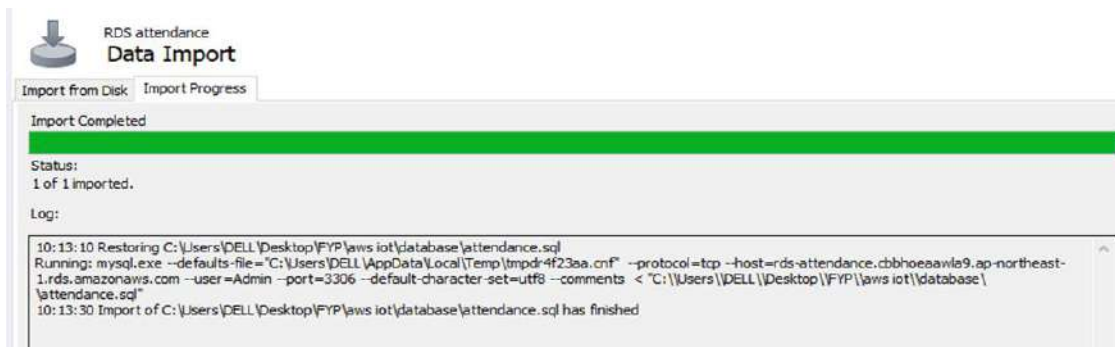 RDS attendance
Data Import
Import from Disk Import Progress
Import Completed
Status:
1 of 1 imported.
Log:
10:13:10 Restoring C:\Users\DELL\Desktop\FYP\aws iot\database\attendance.sql
Running: mysql.exe --defaults-file="C:\Users\DELL\AppData\Local\Temp\tmpdr4f23aa.cnf" --protocol=tcp --host=rds-attendance.cbbhoeaawla9.ap-northeast-
1.rds.amazonaws.com --user=Admin --port=3306 --default-character-set=utf8 --comments < "C:\\Users\\DELL\\Desktop\\FYP\\aws iot\\database\
\attendance.sql"
10:13:30 Import of C:\Users\DELL\Desktop\FYP\aws iot\database\attendance.sql has finished